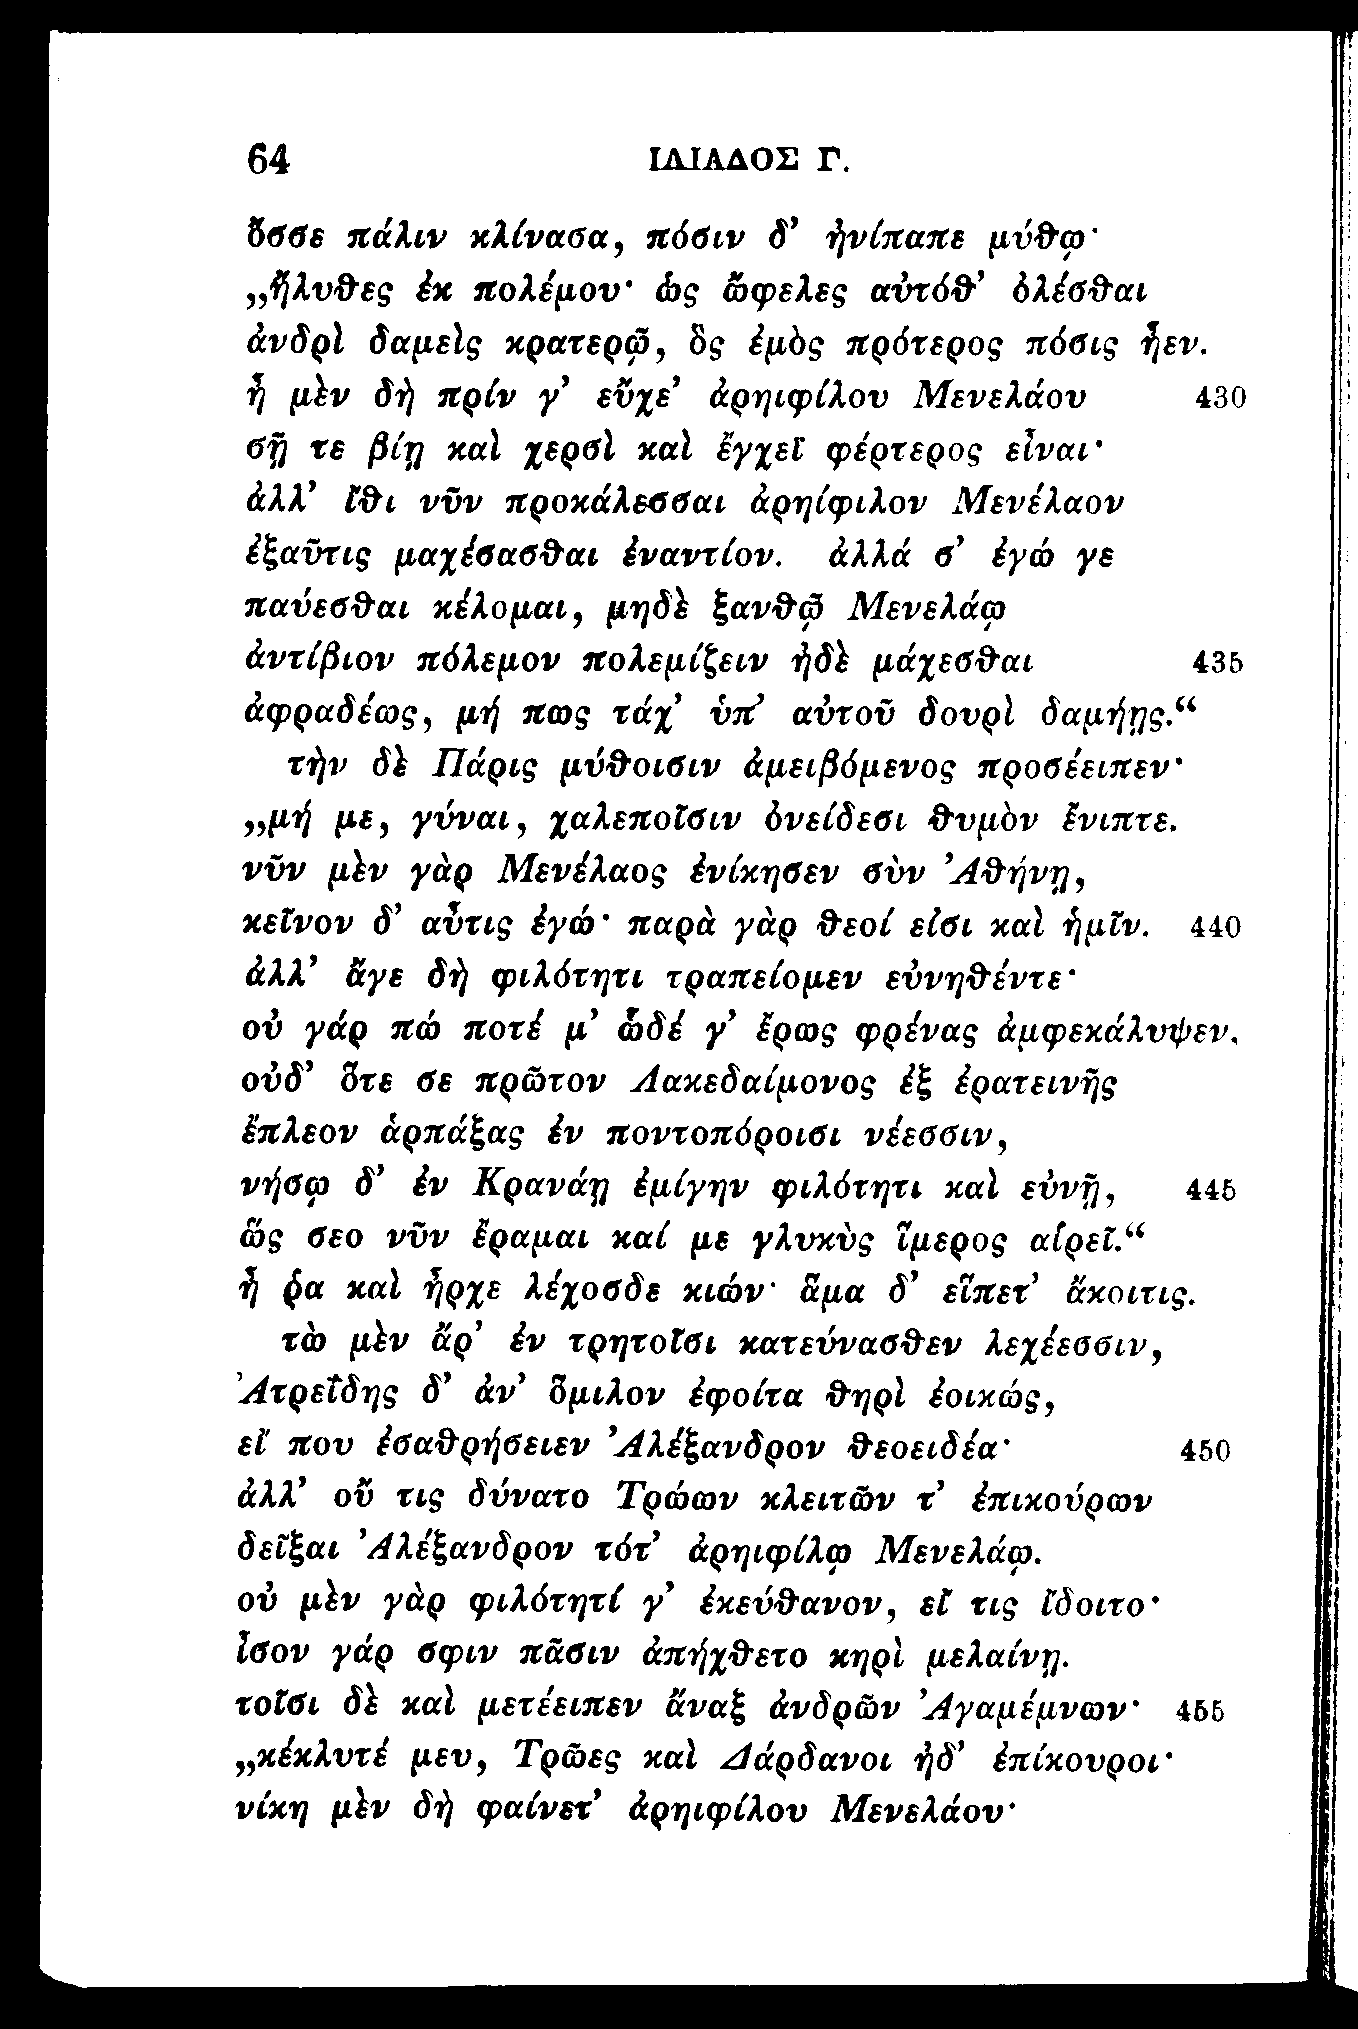 64 ΙΛΙΑΔΟΣ Γ.
ὄσσε πάλιν κλίνασα, πόσιν δ’ ἠνίπαπε μύθῳ·
„ἤλυθες ἐκ πολέμου· ὡς ὤφελες αὐτόθ’ ὀλέσθαι
ἀνδρὶ δαμεὶς κρατερῷ, ὃς ἐμὸς πρότερος πόσις ἦεν.
ἦ μὲν δὴ πρίν γ’ εὔχε’ ἀρηιφίλου Μενελάου 430
σῇ τε βίῃ καὶ χερσὶ καὶ ἔγχεϊ φέρτερος εἶναι·
ἀλλ’ ἴθι νῦν προκάλεσσαι ἀρηίφιλον Μενέλαον
ἐξαῦτις μαχέσασθαι ἐναντίον. ἀλλά σ’ ἐγώ γε
παύεσθαι κέλομαι, μηδὲ ξανθῷ Μενελάῳ
ἀντίβιον πόλεμον πολεμίζειν ἠδὲ μάχεσθαι 435
ἀφραδέως, μή πως τάχ’ ὑπ’ αὐτοῦ δουρὶ δαμήῃς.“
τὴν δὲ Πάρις μύθοισιν ἀμειβόμενος προσέειπεν·
„μή με, γύναι, χαλεποῖσιν ὀνείδεσι θυμὸν ἔνιπτε.
νῦν μὲν γὰρ Μενέλαος ἐνίκησεν σὺν Ἀθήνῃ,
κεῖνον δ’ αὖτις ἐγώ· παρὰ γὰρ θεοί εἰσι καὶ ἡμῖν. 440
ἀλλ’ ἄγε δὴ φιλότητι τραπείομεν εὐνηθέντε·
οὐ γάρ πώ ποτέ μ’ ὧδέ γ’ ἔρως φρένας ἀμφεκάλυψεν,
οὐδ’ ὅτε σε πρῶτον Λακεδαίμονος ἐξ ἐρατεινῆς
ἔπλεον ἁρπάξας ἐν ποντοπόροισι νέεσσιν,
νήσῳ δ’ ἐν Κρανάῃ ἐμίγην φιλότητι καὶ εὐνῇ, 445
ὥς σεο νῦν ἔραμαι καί με γλυκὺς ἵμερος αἱρεῖ.“
ἦ ῥα καὶ ἦρχε λέχοσδε κιών· ἅμα δ’ εἵπετ’ ἄκοιτις.
τὼ μὲν ἄρ’ ἐν τρητοῖσι κατεύνασθεν λεχέεσσιν,
Ἀτρεΐδης δ’ ἀν’ ὅμιλον ἐφοίτα θηρὶ ἐοικώς,
εἴ που ἐσαθρήσειεν Ἀλέξανδρον θεοειδέα· 450
ἀλλ’ οὔ τις δύνατο Τρώων κλειτῶν τ’ ἐπικούρων
δεῖξαι Ἀλέξανδρον τότ’ ἀρηιφίλῳ Μενελάῳ.
οὐ μὲν γὰρ φιλότητί γ’ ἐκεύθανον, εἴ τις ἴδοιτο·
ἶσον γάρ σφιν πᾶσιν ἀπήχθετο κηρὶ μελαίνῃ.
τοῖσι δὲ καὶ μετέειπεν ἄναξ ἀνδρῶν Ἀγαμέμνων· 455
„κέκλυτέ μευ, Τρῶες καὶ Δάρδανοι ἠδ’ ἐπίκουροι·
νίκη μὲν δὴ φαίνετ’ ἀρηιφίλου Μενελάου·